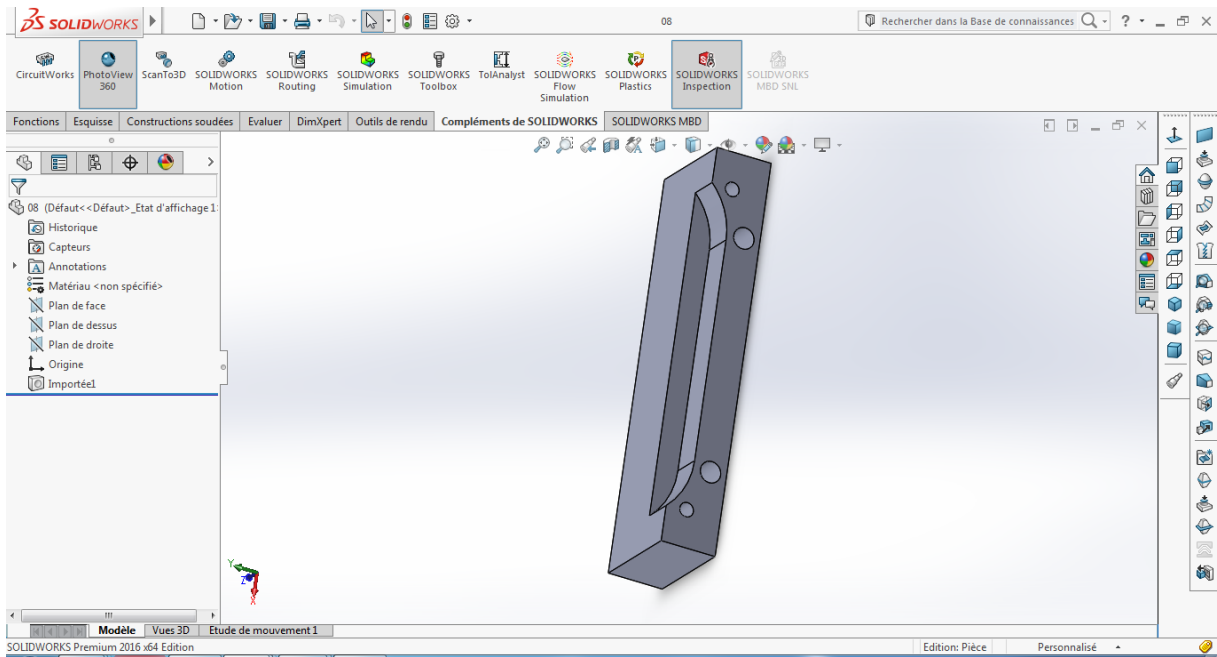 SOLIDWORKS
08
Rechercher dans la Base de connaissances
?
CircuitWorks
PhotoView
360
ScanTo3D
SOLIDWORKS
Motion
SOLIDWORKS
Routing
SOLIDWORKS
Simulation
SOLIDWORKS
Toolbox
TolAnalyst
SOLIDWORKS
Flow
Simulation
SOLIDWORKS
Plastics
SOLIDWORKS
Inspection
SOLIDWORKS
MBD SNL
Fonctions
Esquisse
Constructions soudées
Evaluer
DimXpert
Outils de rendu
Compléments de SOLIDWORKS
SOLIDWORKS MBD
08 (Défaut<<Défaut>_Etat d'affichage 1
Historique
Capteurs
Annotations
Matériau <non spécifié>
Plan de face
Plan de dessus
Plan de droite
Origine
Importée1
Y
Z
X
Modèle
Vues 3D
Etude de mouvement 1
SOLIDWORKS Premium 2016 x64 Edition
Edition: Pièce
Personnalisé